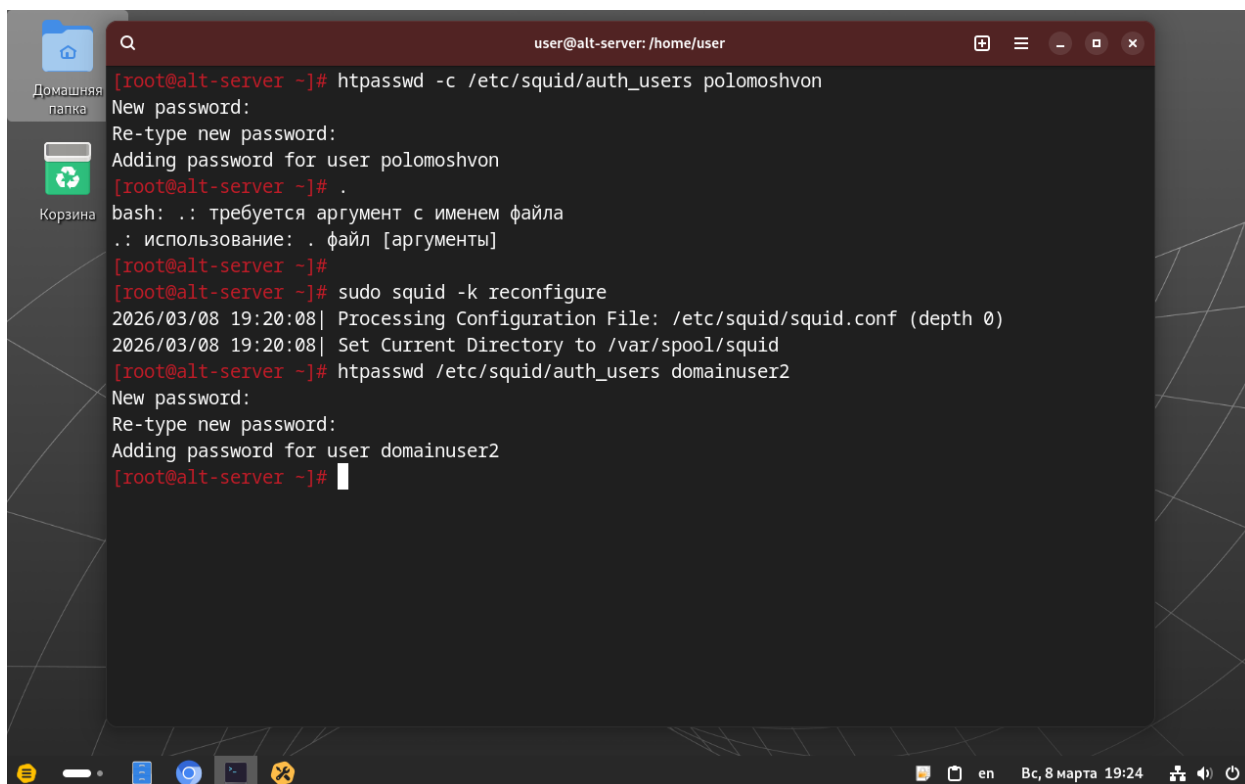 user@alt-server: /home/user
Домашняя
папка
Корзина
[root@alt-server ~]# htpasswd -c /etc/squid/auth_users polomoshvon
New password:
Re-type new password:
Adding password for user polomoshvon
[root@alt-server ~]# .
bash: .: требуется аргумент с именем файла
.: использование: . файл [аргументы]
[root@alt-server ~]#
[root@alt-server ~]# sudo squid -k reconfigure
2026/03/08 19:20:08| Processing Configuration File: /etc/squid/squid.conf (depth 0)
2026/03/08 19:20:08| Set Current Directory to /var/spool/squid
[root@alt-server ~]# htpasswd /etc/squid/auth_users domainuser2
New password:
Re-type new password:
Adding password for user domainuser2
[root@alt-server ~]#
en Вс, 8 марта 19:24